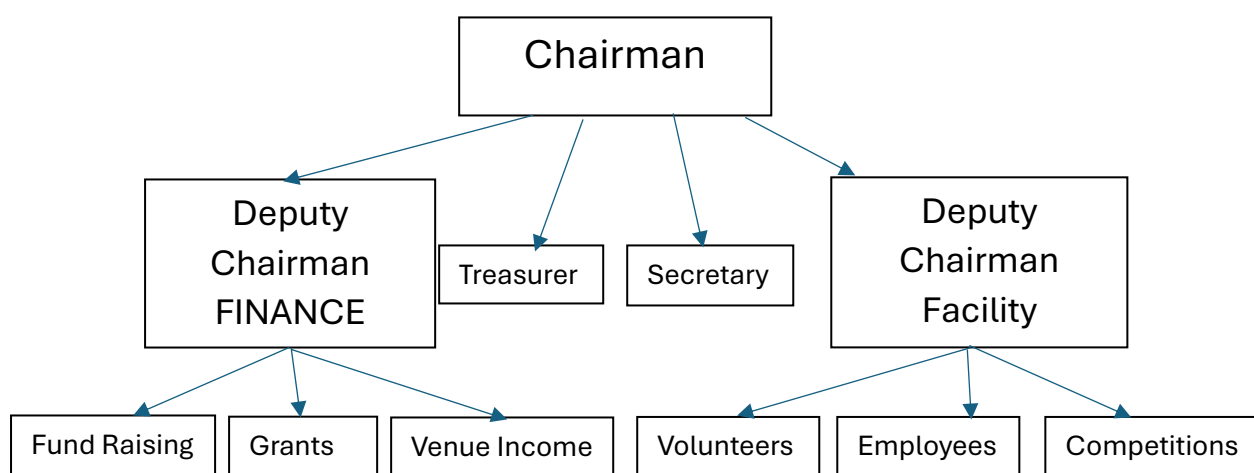 Chairman
Deputy
Chairman
FINANCE
Treasurer
Secretary
Deputy
Chairman
Facility
Fund Raising
Grants
Venue Income
Volunteers
Employees
Competitions